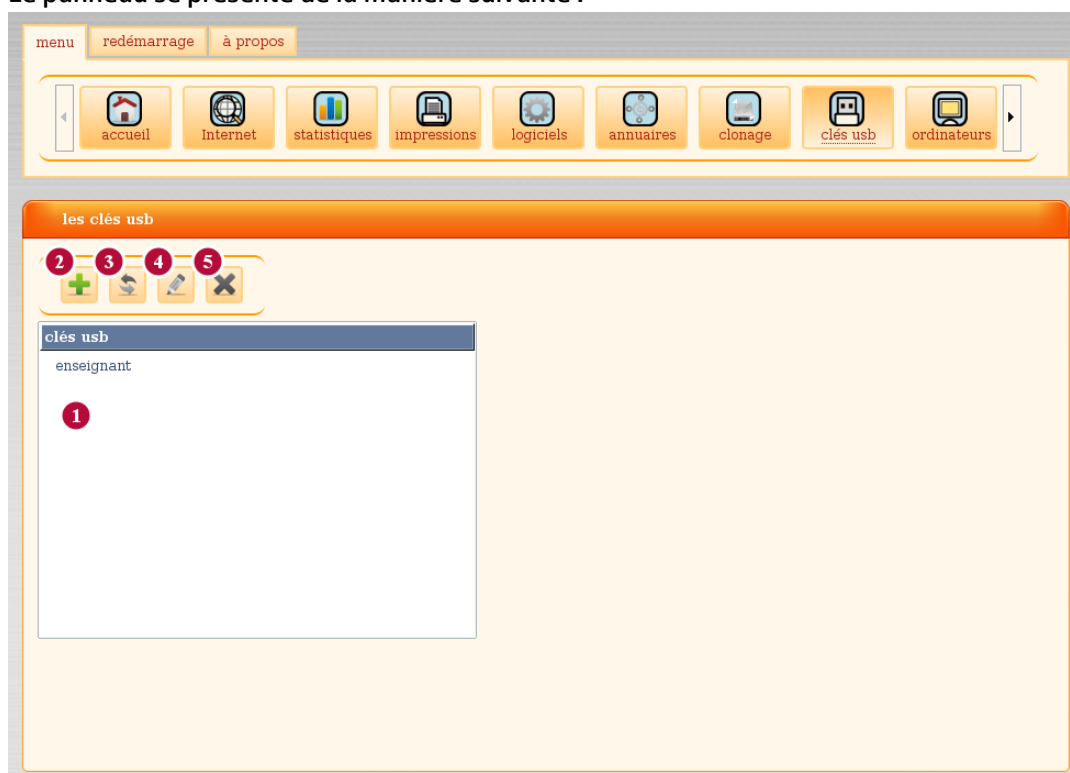 Le panneau se présente de la manière suivante :
menu redémarrage à propos
accueil Internet statistiques impressions logiciels annuaires clonage clés usb ordinateurs
les clés usb
2 3 4 5
clés usb
enseignant
1